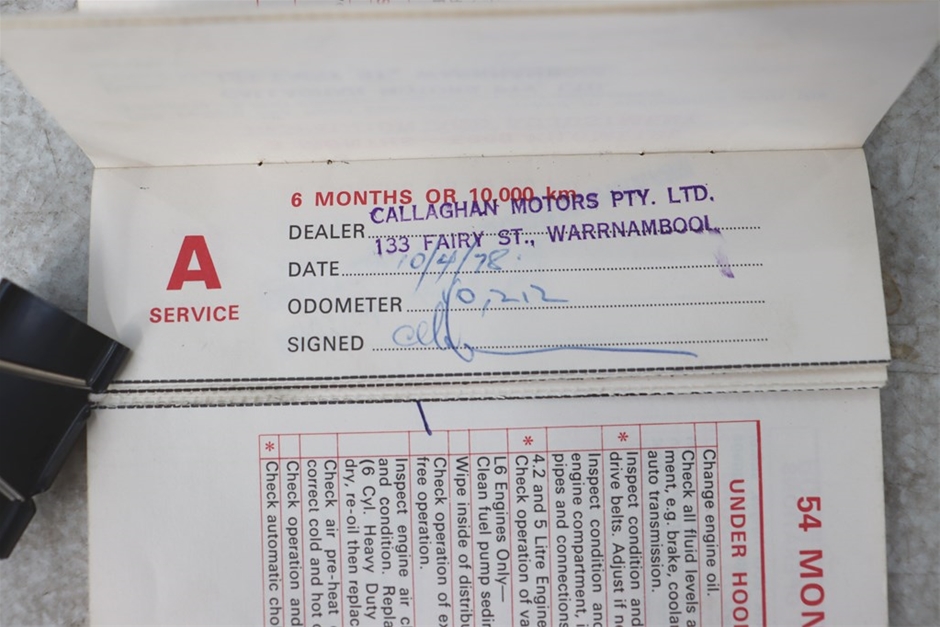 6 MONTHS OR 10,000 km
CALLAGHAN MOTORS PTY. LTD.
DEALER
133 FAIRY ST., WARRNAMBOOL
A
SERVICE
DATE 10/4/78.
ODOMETER 10,212
SIGNED
54 MON
UNDER HOOD
Change engine oil.
Check all fluid levels
ment, e.g. brake, coola
auto transmission.
* Inspect condition and
drive belts. Adjust if
Inspect condition and
engine compartment,
pipes and connections
4.2 and 5 Litre Engine
* Check operation of va
L6 Engines Only—
Clean fuel pump sedi
Wipe inside of distribu
Check operation of ex
free operation.
Inspect engine air c
and condition. Repla
(6 Cyl. Heavy Duty
dry, re-oil then replac
Check air pre-heat
correct cold and hot
Check operation and
* Check automatic cho